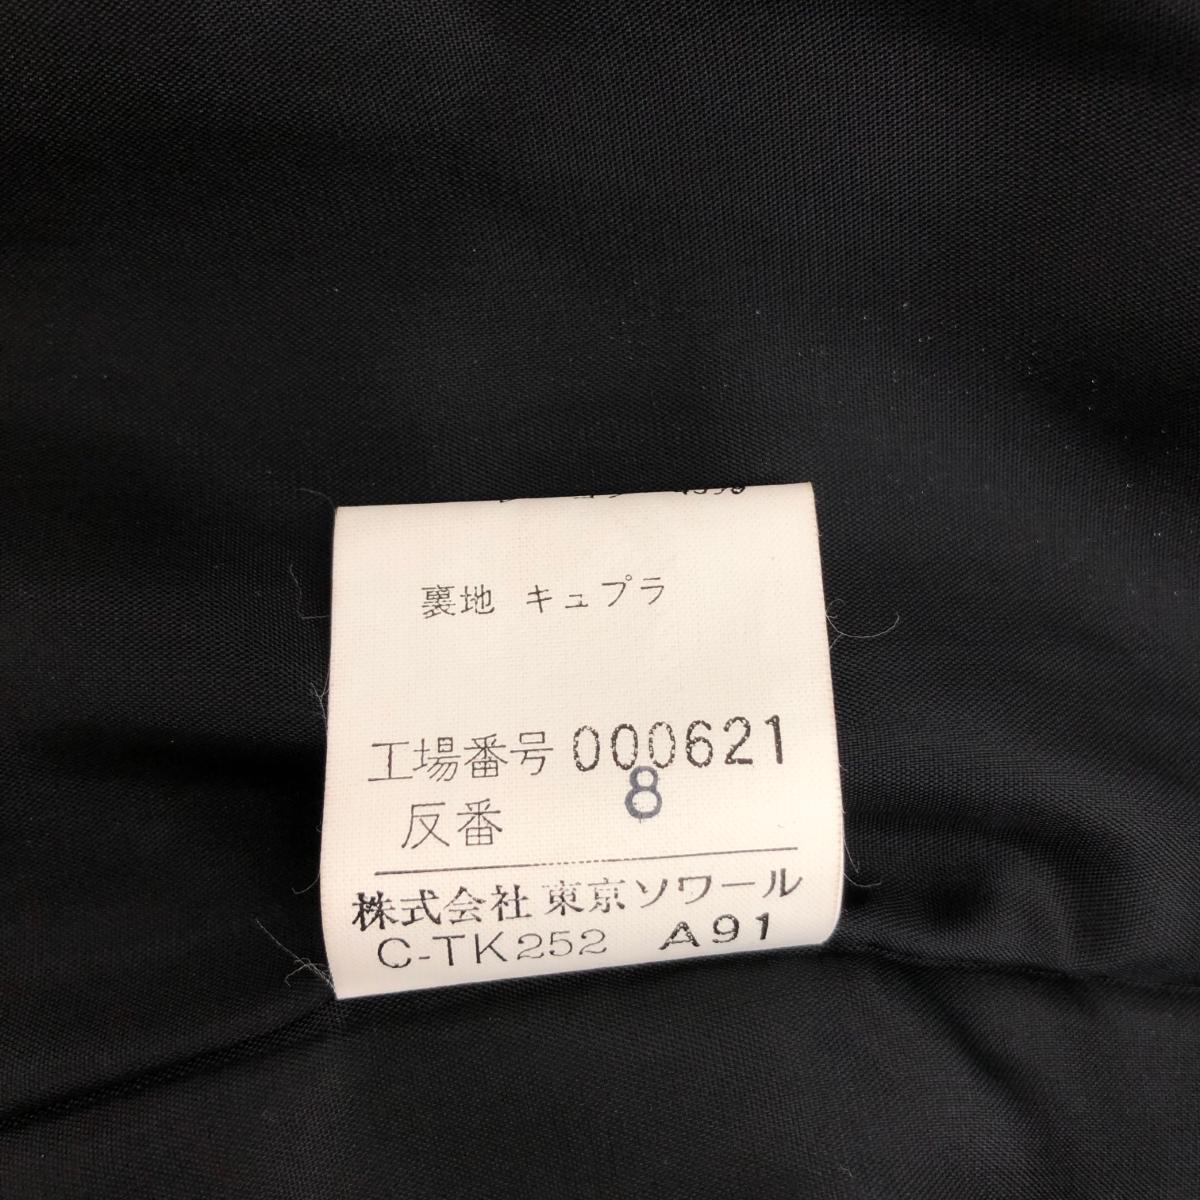 裏地 キュプラ
工場番号 000621
反番 8
株式会社 東京ソワール
C-TK252 A91